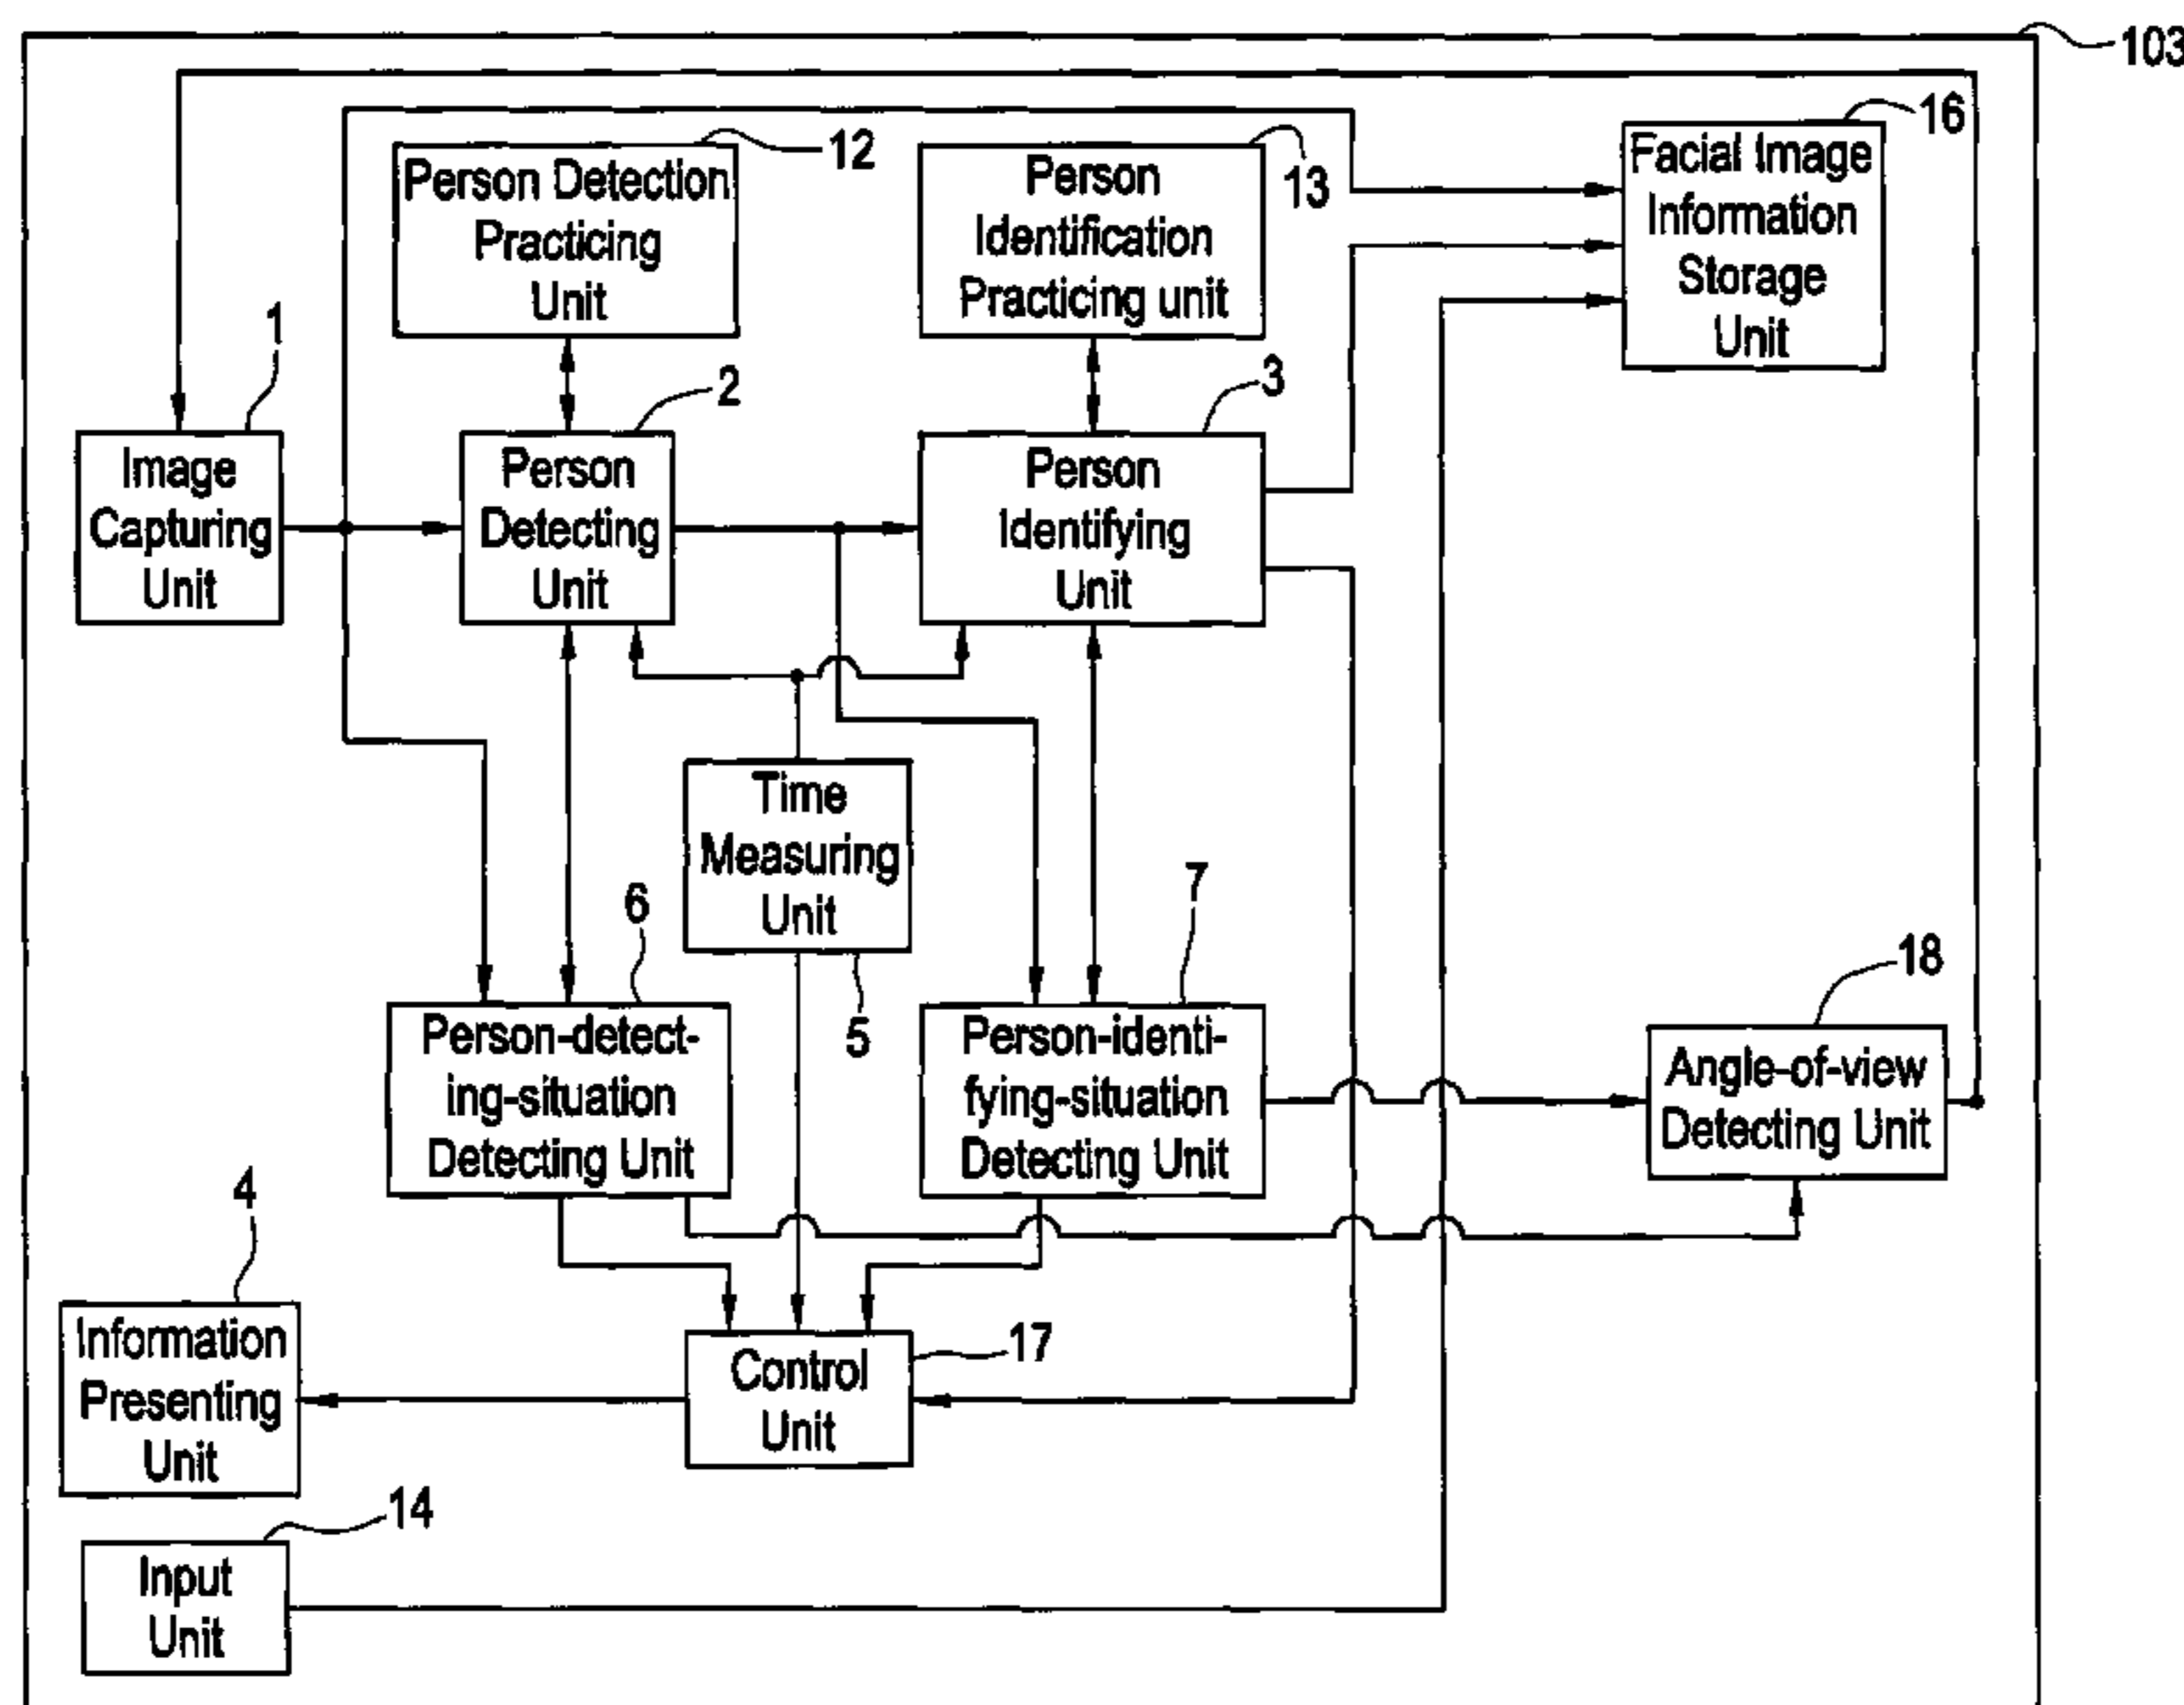 103
12
Person Detection
Practicing
Unit
13
Person
Identification
Practicing unit
16
Facial Image
Information
Storage
Unit
1
Image
Capturing
Unit
2
Person
Detecting
Unit
3
Person
Identifying
Unit
Time
Measuring
Unit
5
6
Person-detect-
ing-situation
Detecting Unit
7
Person-identi-
fying-situation
Detecting Unit
18
Angle-of-view
Detecting Unit
4
Information
Presenting
Unit
Control
Unit
17
14
Input
Unit